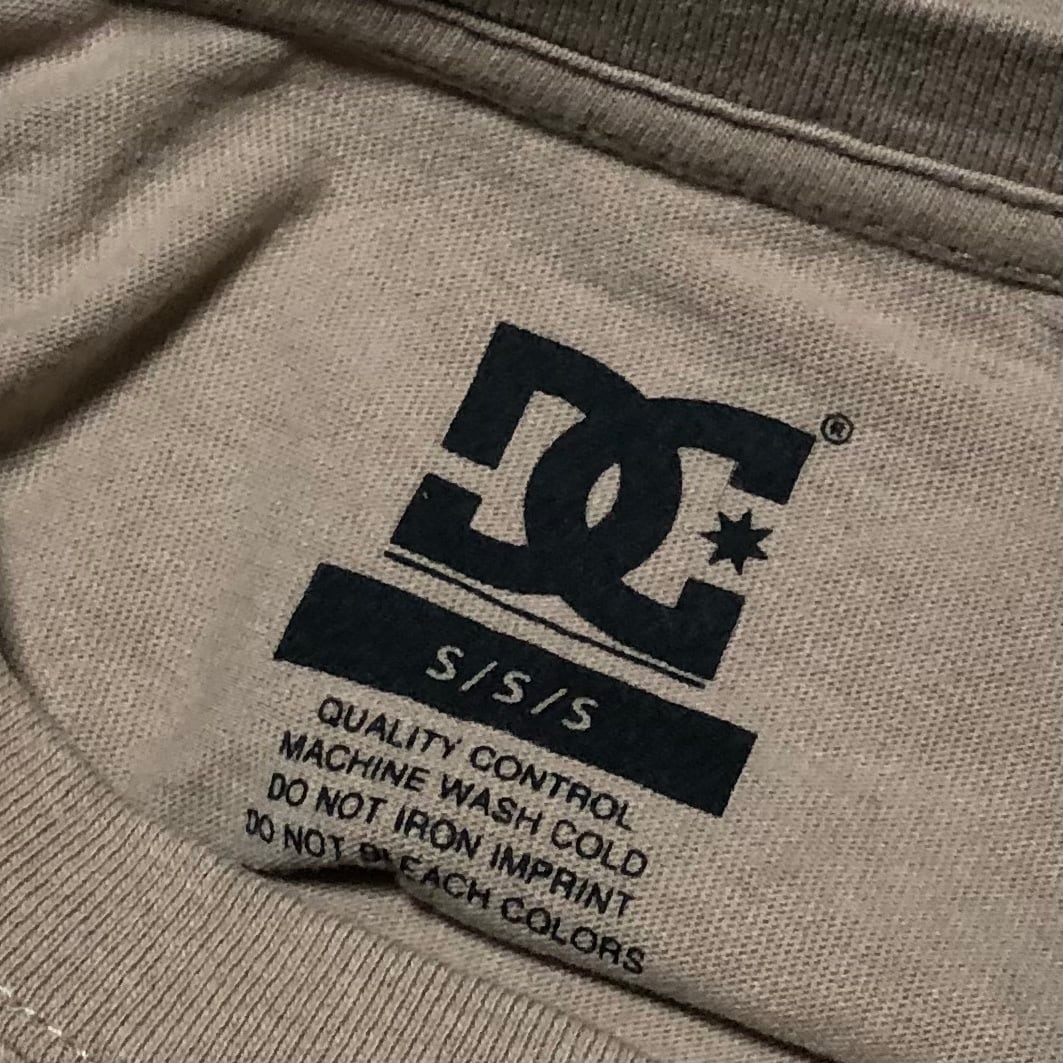 DC®
S/S/S
QUALITY CONTROL
MACHINE WASH COLD
DO NOT IRON IMPRINT
DO NOT BLEACH COLORS